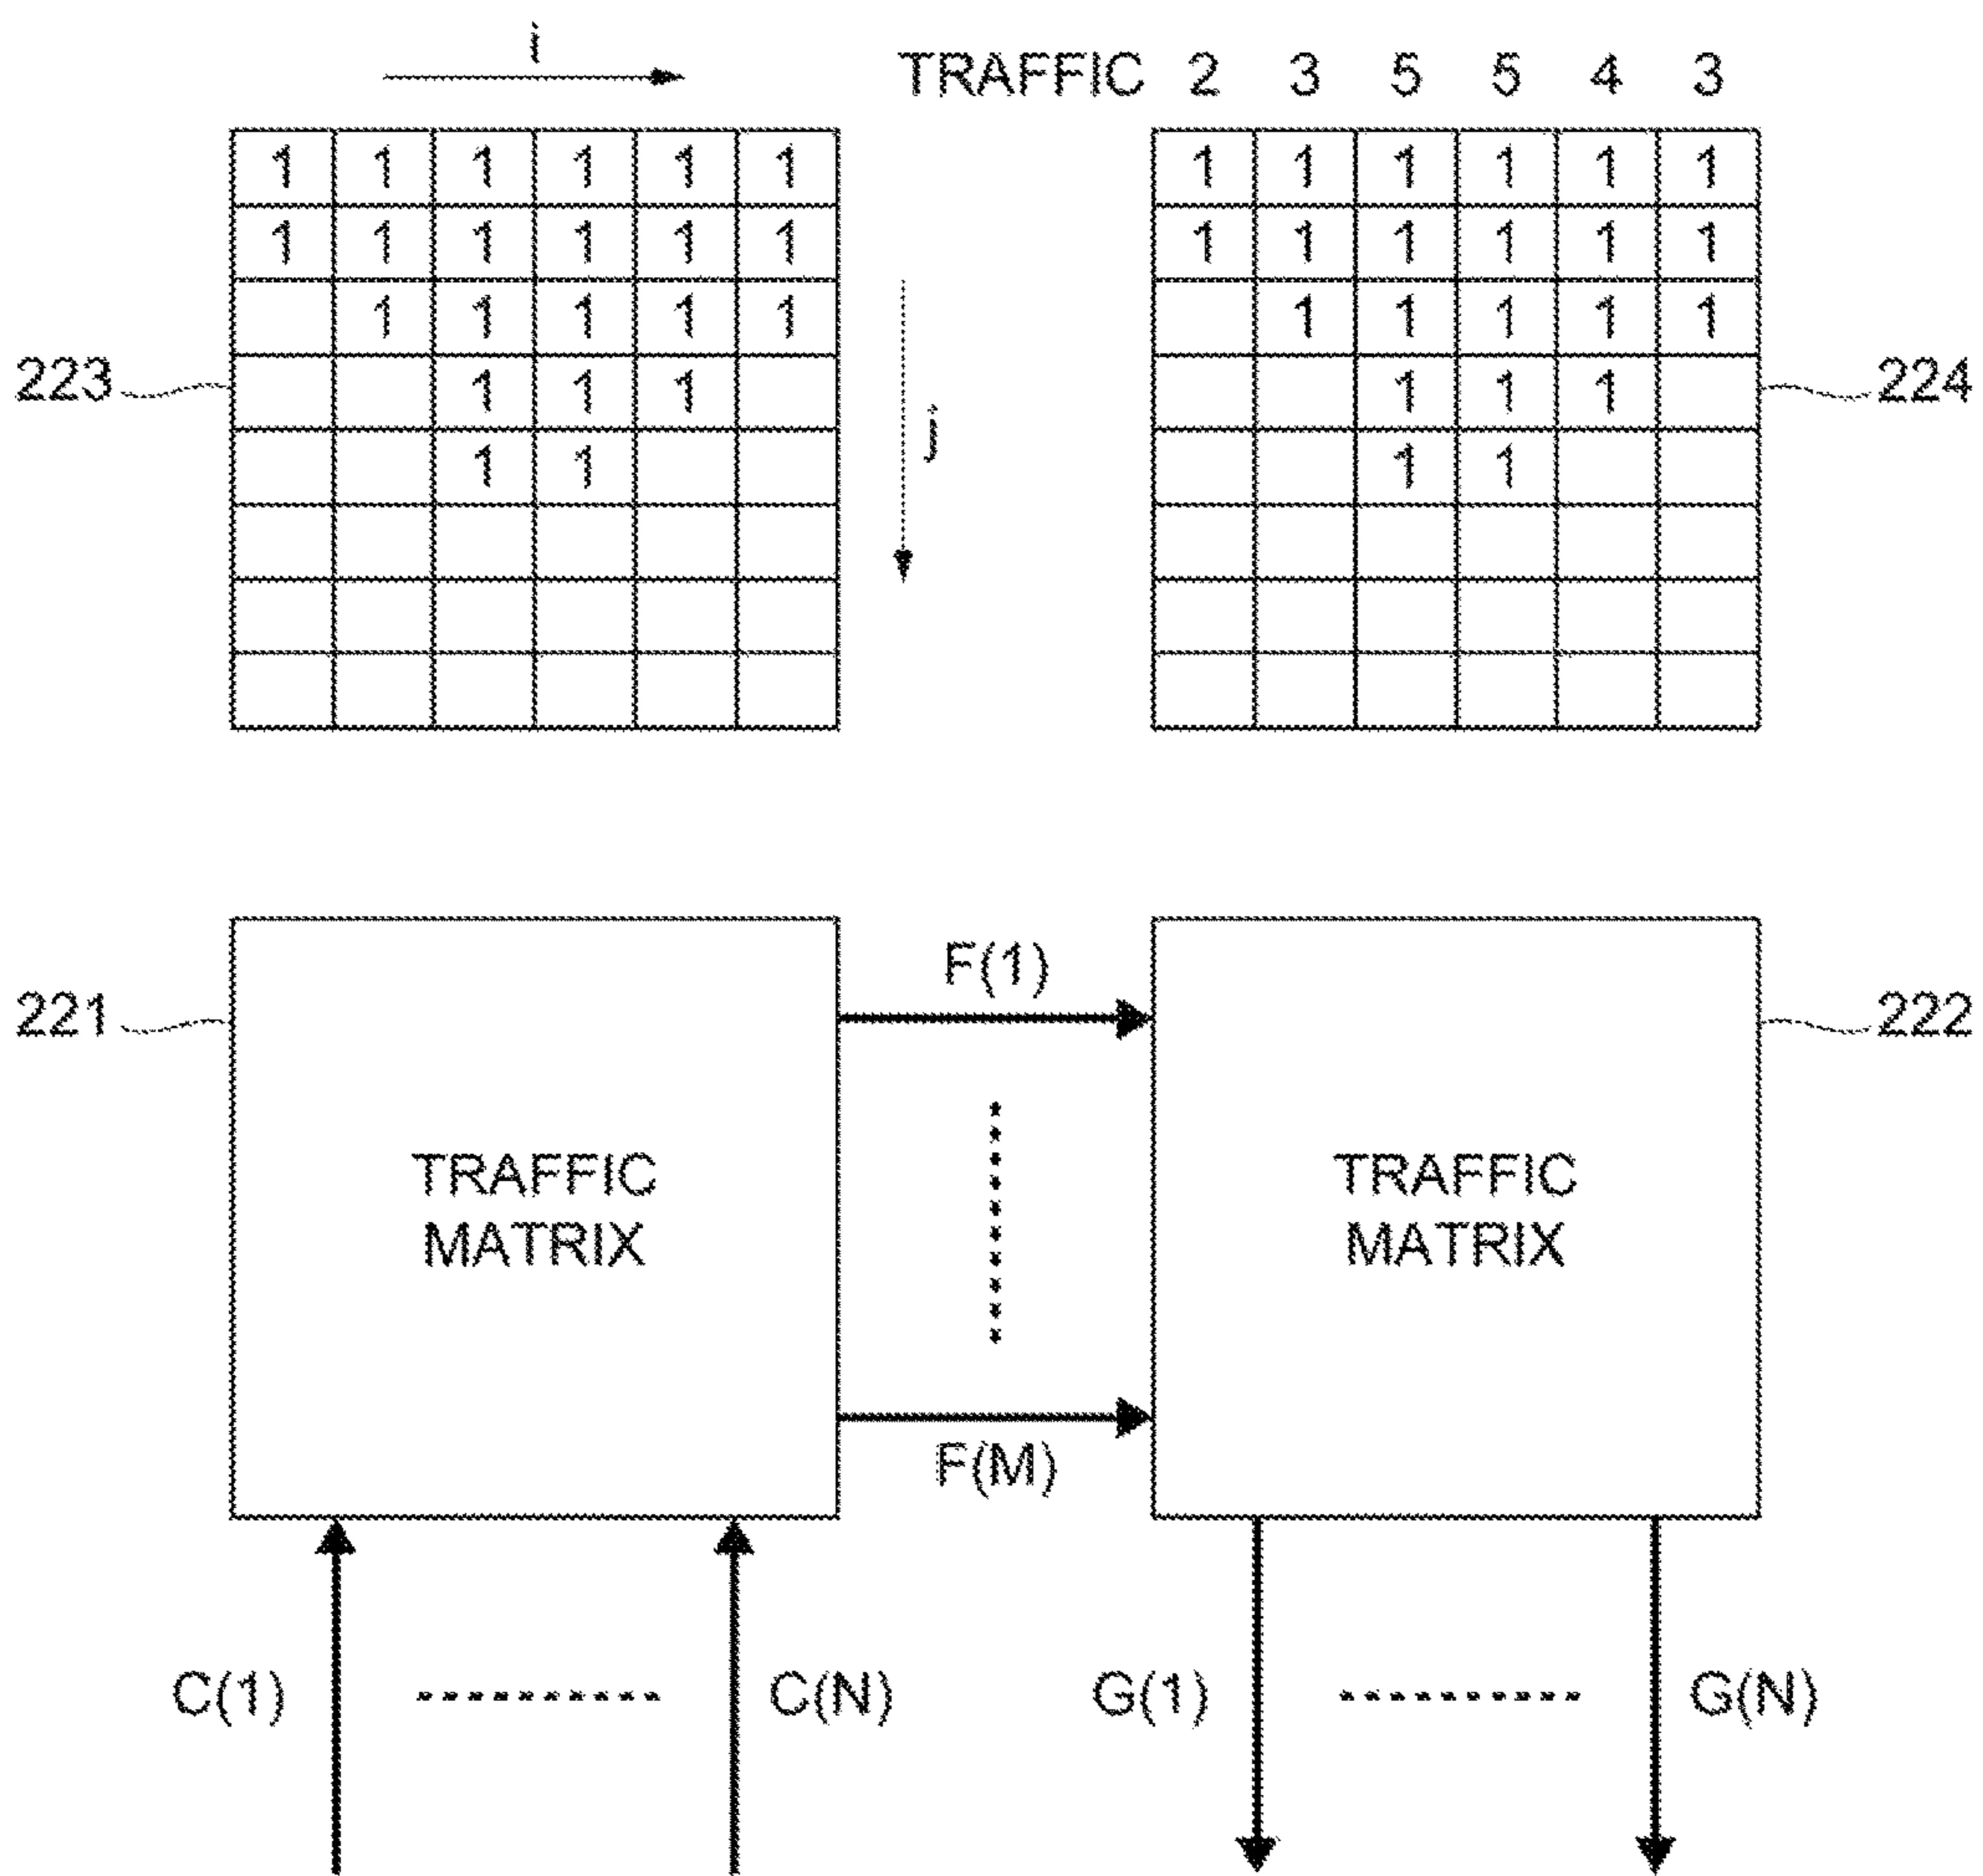 i
TRAFFIC 2 3 5 5 4 3
1 1 1 1 1 1
1 1 1 1 1 1
1 1 1 1 1
1 1 1
1 1
223
j
1 1 1 1 1 1
1 1 1 1 1 1
1 1 1 1 1
1 1 1
1 1
224
221
TRAFFIC
MATRIX
F(1)
F(M)
TRAFFIC
MATRIX
222
C(1)
C(N)
G(1)
G(N)